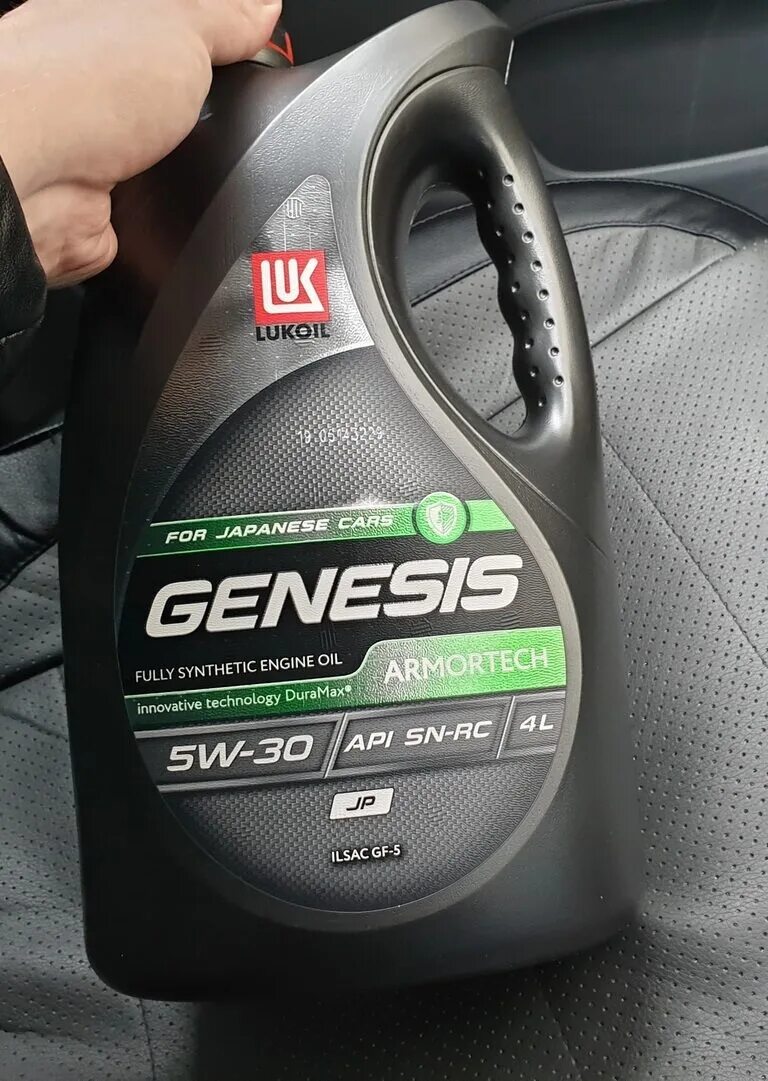 LUK
LUKOIL
FOR JAPANESE CARS
GENESIS
FULLY SYNTHETIC ENGINE OIL
ARMORTECH
innovative technology DuraMax®
5W-30
API SN-RC
4L
JP
ILSAC GF-5